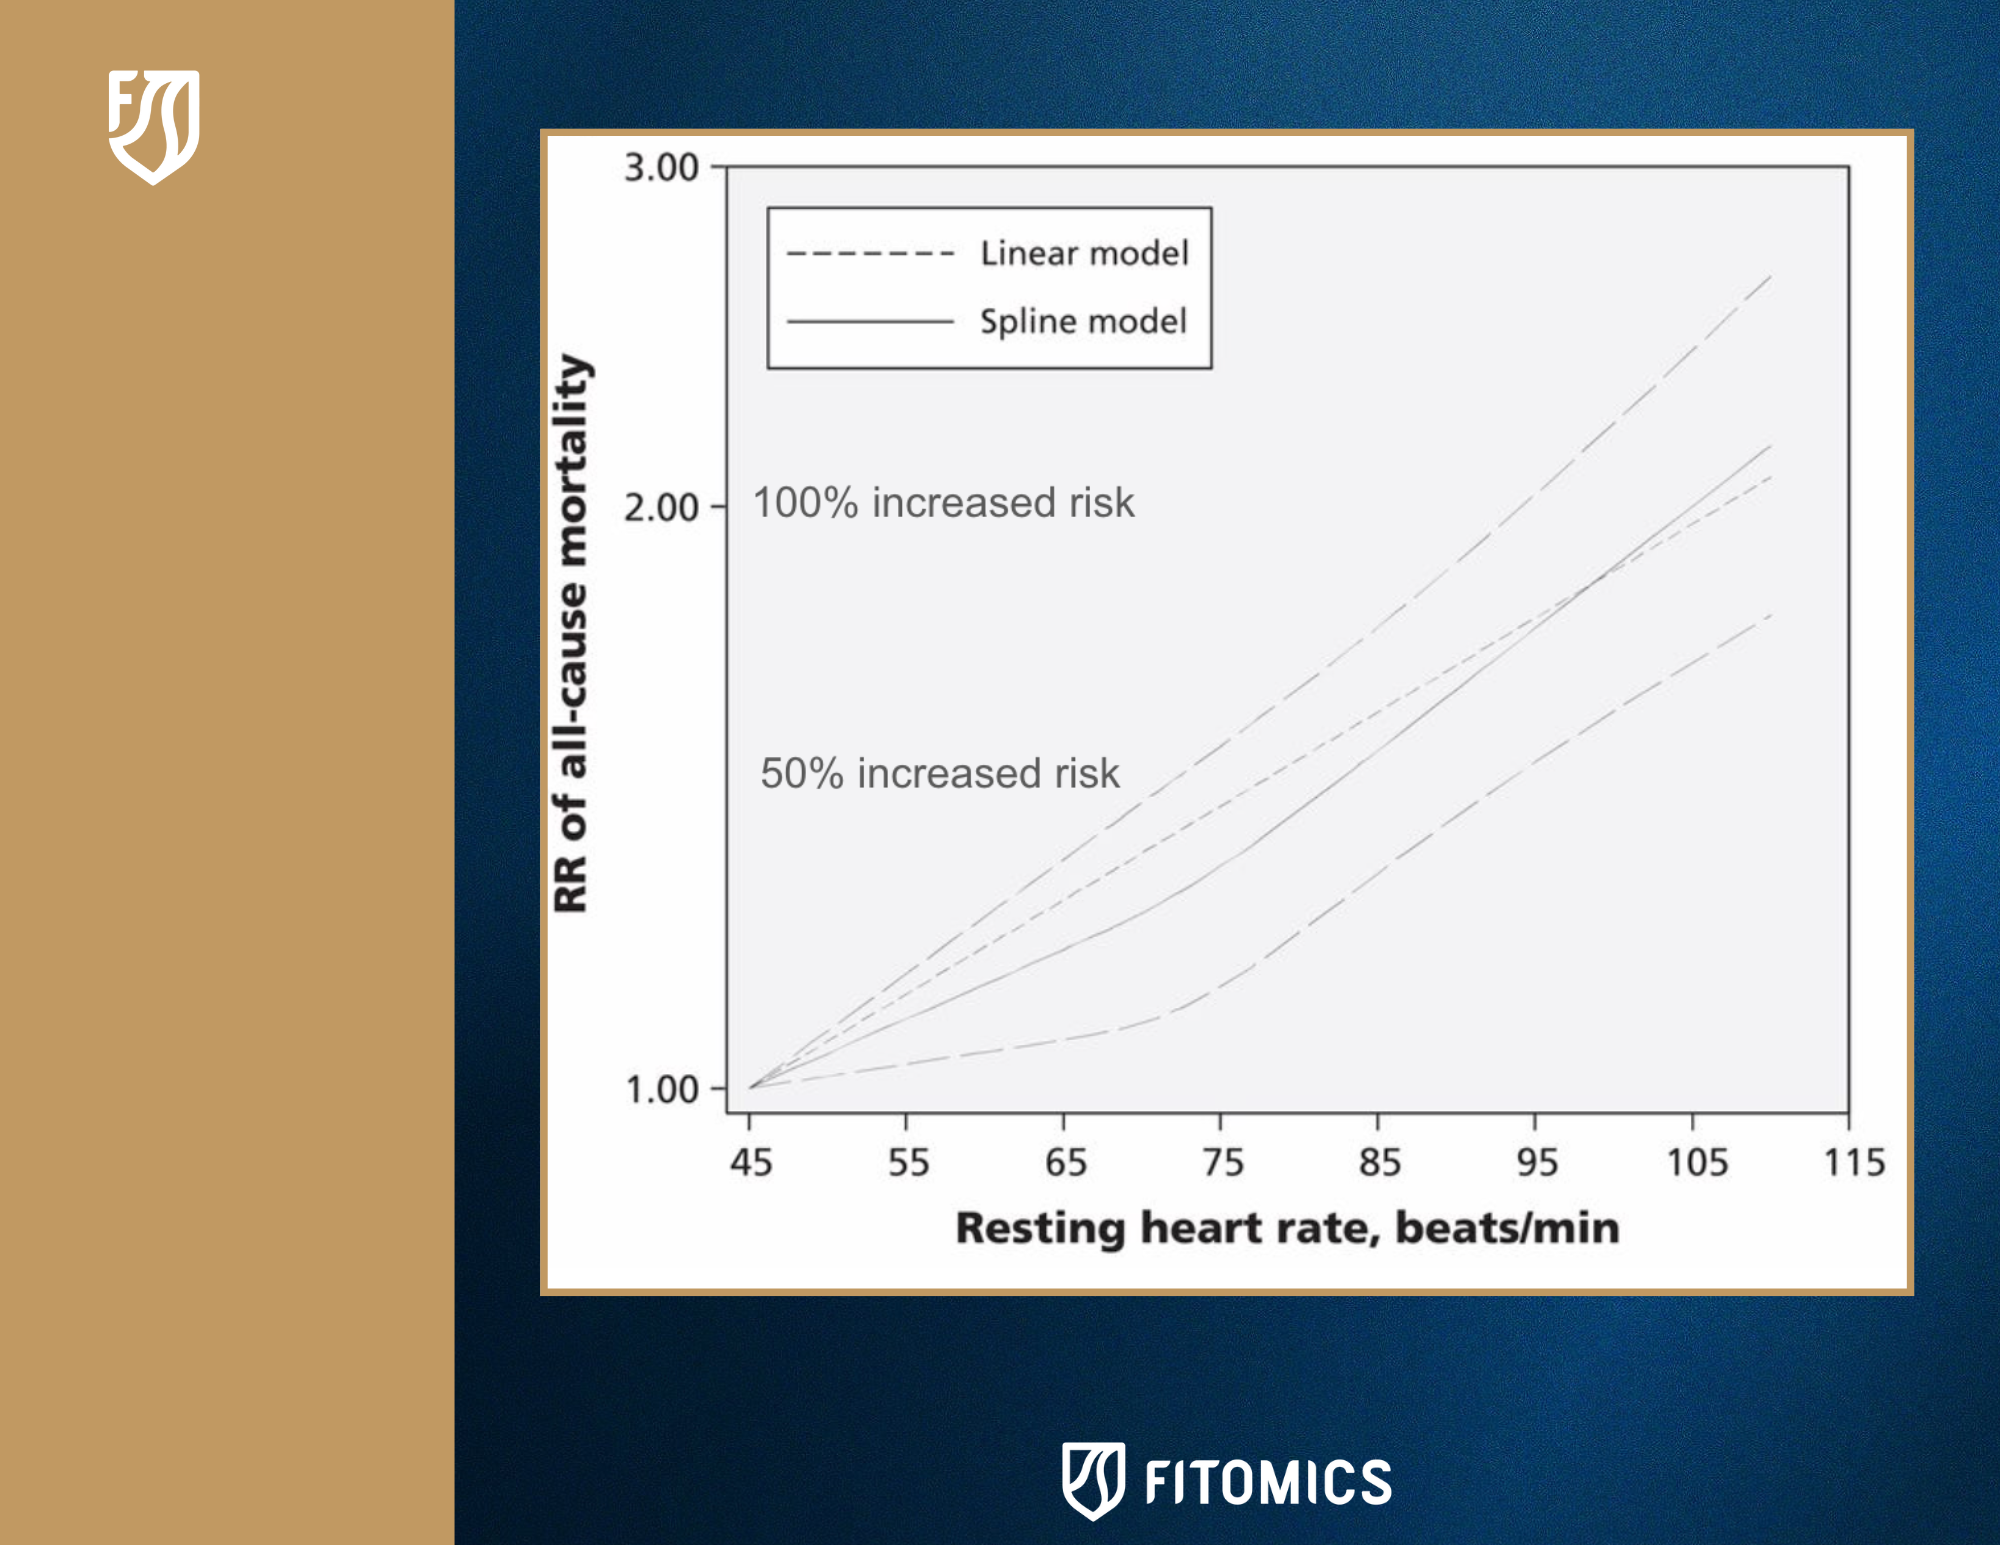 3.00
Linear model
Spline model
RR of all-cause mortality
2.00
100% increased risk
50% increased risk
1.00
45 55 65 75 85 95 105 115
Resting heart rate, beats/min
FITOMICS